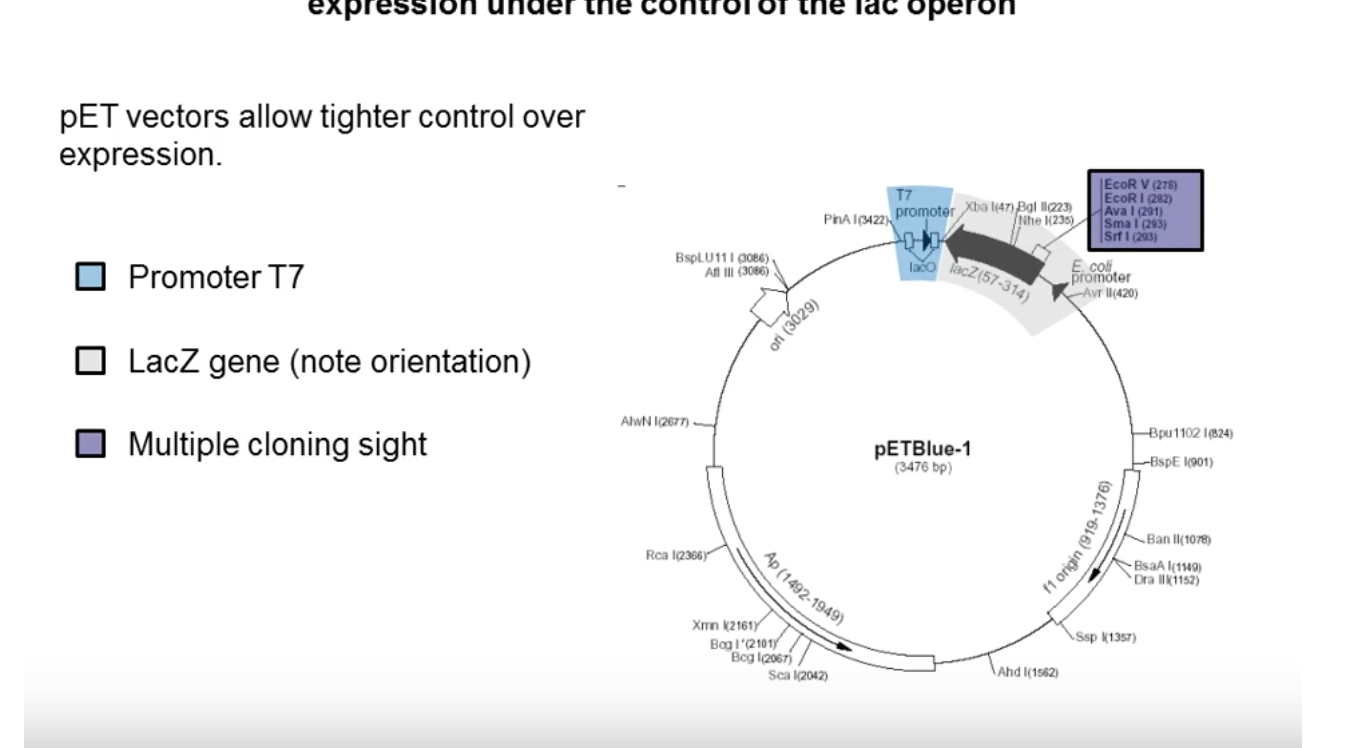 expression under the control of the lac operon
pET vectors allow tighter control over
expression.
Promoter T7
LacZ gene (note orientation)
Multiple cloning sight
T7
promoter
lacO
PinA I(3422)
Xba I(47)
Bgl II(223)
Nhe I(235)
EcoR V (278)
EcoR I (282)
Ava I (291)
Sma I (293)
Srf I (293)
lacZ(57-314)
E. coli
promoter
Avr II(420)
BspLU11 I (3086)
Afl III (3086)
ori (3029)
AlwN I(2677)
pETBlue-1
(3476 bp)
Bpu1102 I(824)
BspE I(901)
f1 origin (919-1376)
Ban II(1078)
BsaA I(1149)
Dra III(1152)
Ssp I(1357)
Ahd I(1562)
Rca I(2366)
Ap (1492-1949)
Xmn I(2161)
Bcg I'(2101)
Bcg I(2067)
Sca I(2042)